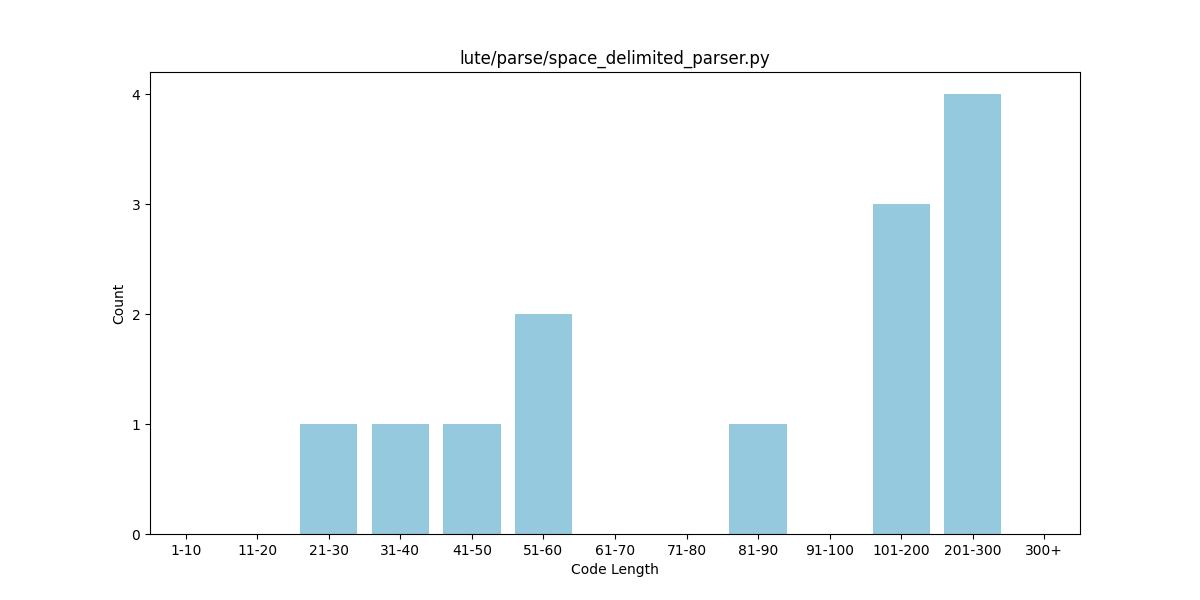 lute/parse/space_delimited_parser.py
Count
4
3
2
1
0
1-10 11-20 21-30 31-40 41-50 51-60 61-70 71-80 81-90 91-100 101-200 201-300 300+
Code Length